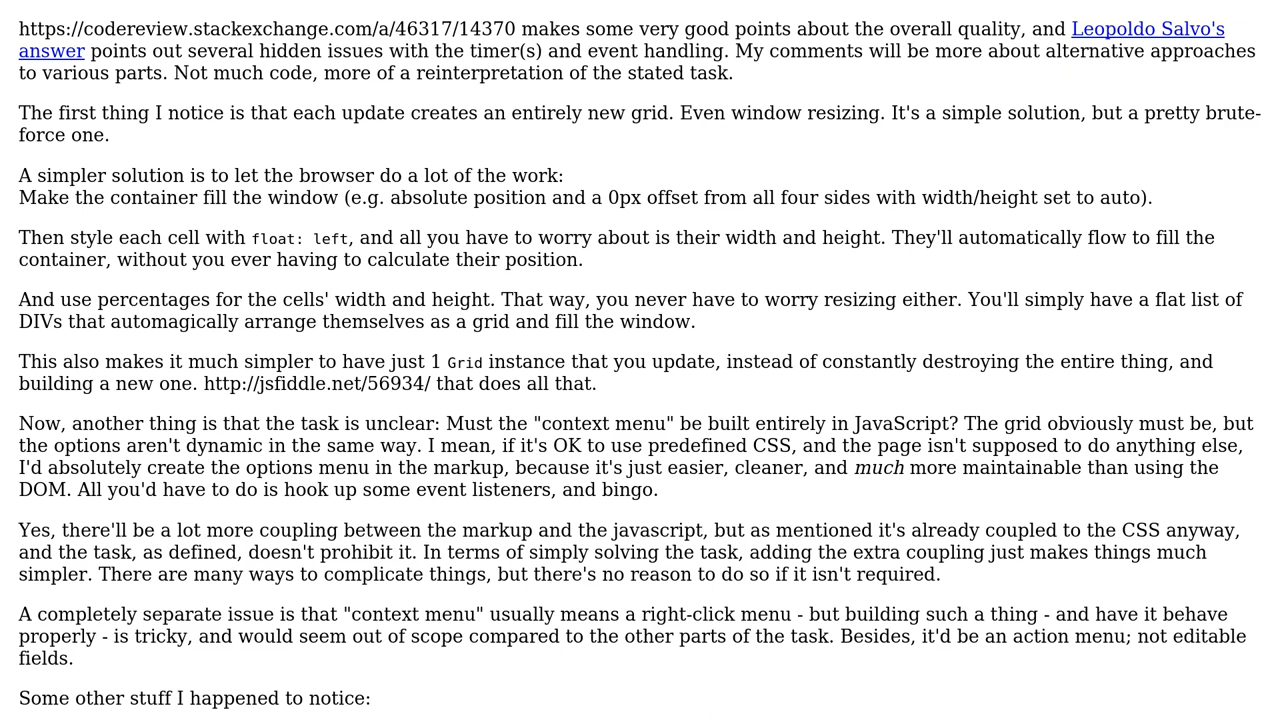 https://codereview.stackexchange.com/a/46317/14370 makes some very good points about the overall quality, and Leopoldo Salvo's
answer points out several hidden issues with the timer(s) and event handling. My comments will be more about alternative approaches
to various parts. Not much code, more of a reinterpretation of the stated task.
The first thing I notice is that each update creates an entirely new grid. Even window resizing. It's a simple solution, but a pretty brute-
force one.
A simpler solution is to let the browser do a lot of the work:
Make the container fill the window (e.g. absolute position and a 0px offset from all four sides with width/height set to auto).
Then style each cell with float: left, and all you have to worry about is their width and height. They'll automatically flow to fill the
container, without you ever having to calculate their position.
And use percentages for the cells' width and height. That way, you never have to worry resizing either. You'll simply have a flat list of
DIVs that automagically arrange themselves as a grid and fill the window.
This also makes it much simpler to have just 1 Grid instance that you update, instead of constantly destroying the entire thing, and
building a new one. http://jsfiddle.net/56934/ that does all that.
Now, another thing is that the task is unclear: Must the "context menu" be built entirely in JavaScript? The grid obviously must be, but
the options aren't dynamic in the same way. I mean, if it's OK to use predefined CSS, and the page isn't supposed to do anything else,
I'd absolutely create the options menu in the markup, because it's just easier, cleaner, and much more maintainable than using the
DOM. All you'd have to do is hook up some event listeners, and bingo.
Yes, there'll be a lot more coupling between the markup and the javascript, but as mentioned it's already coupled to the CSS anyway,
and the task, as defined, doesn't prohibit it. In terms of simply solving the task, adding the extra coupling just makes things much
simpler. There are many ways to complicate things, but there's no reason to do so if it isn't required.
A completely separate issue is that "context menu" usually means a right-click menu - but building such a thing - and have it behave
properly - is tricky, and would seem out of scope compared to the other parts of the task. Besides, it'd be an action menu; not editable
fields.
Some other stuff I happened to notice: